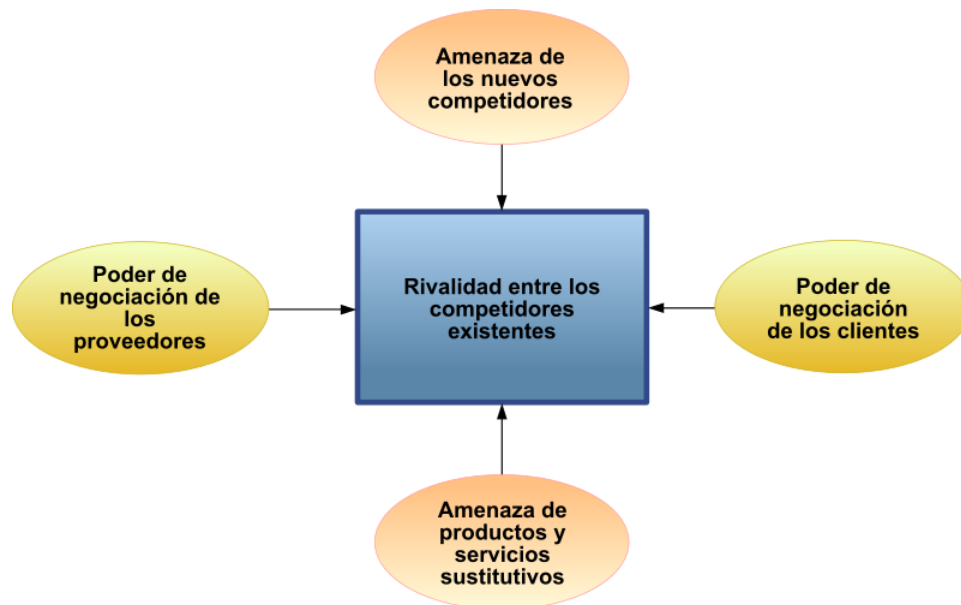 Amenaza de
los nuevos
competidores
Poder de
negociación de
los
proveedores
Rivalidad entre los
competidores
existentes
Poder de
negociación
de los clientes
Amenaza de
productos y
servicios
sustitutivos